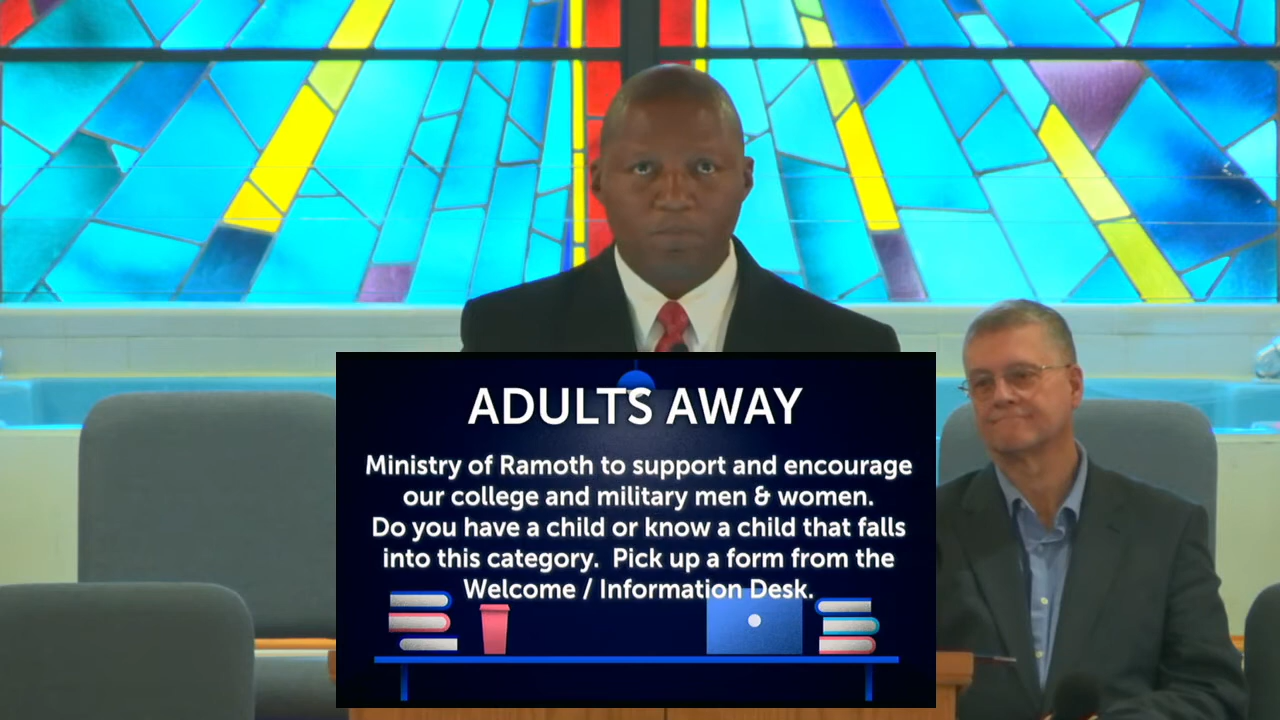 ADULTS AWAY
Ministry of Ramoth to support and encourage
our college and military men & women.
Do you have a child or know a child that falls
into this category.  Pick up a form from the
Welcome / Information Desk.